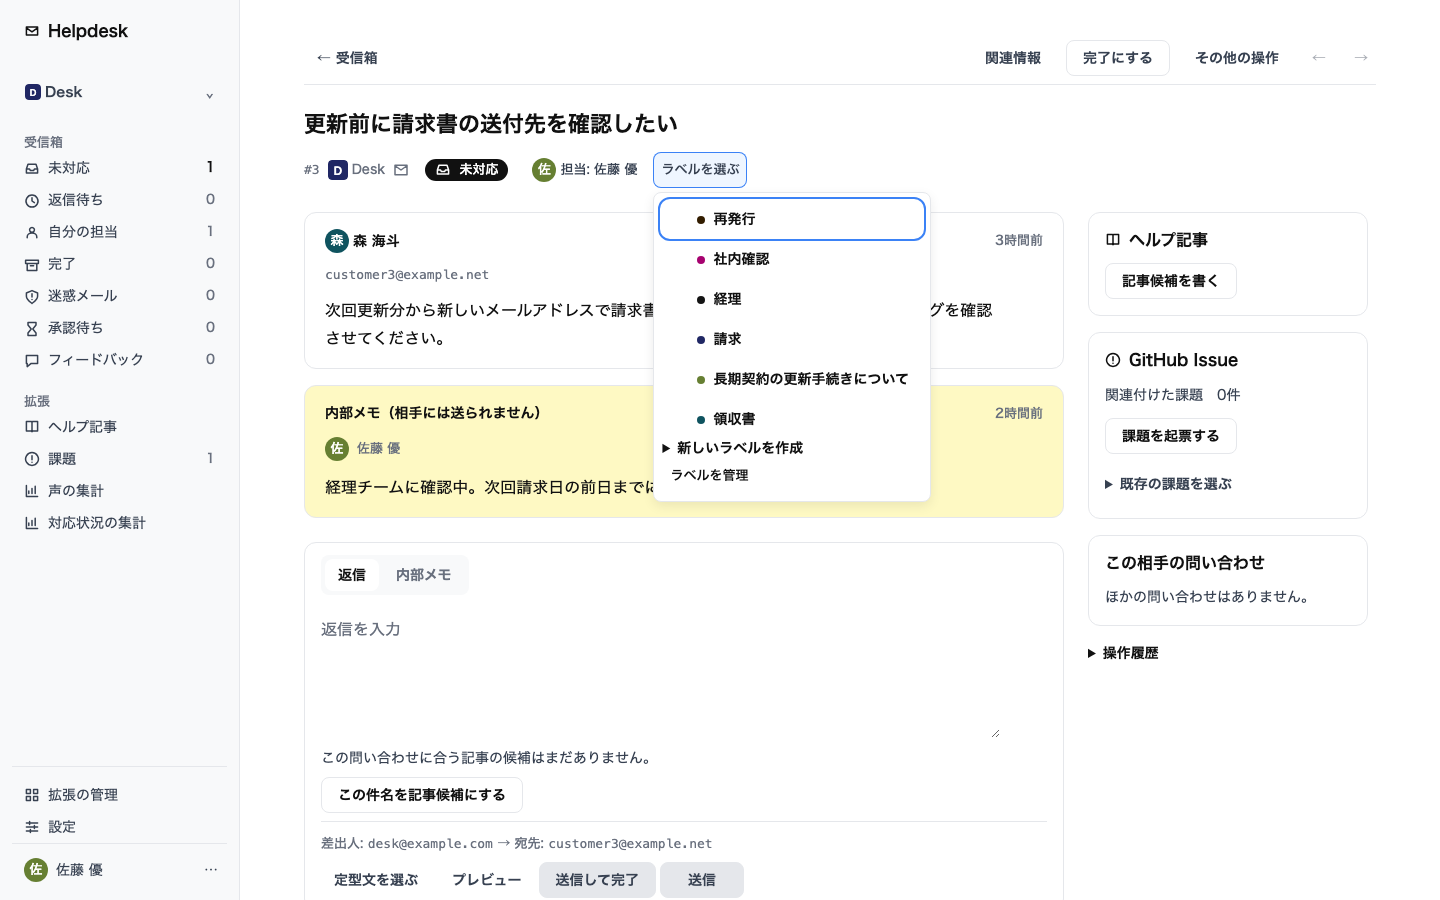 Helpdesk
D Desk
受信箱
未対応 1
返信待ち 0
自分の担当 1
完了 0
迷惑メール 0
承認待ち 0
フィードバック 0
拡張
ヘルプ記事
課題 1
声の集計
対応状況の集計
拡張の管理
設定
佐 佐藤 優 …
← 受信箱
関連情報 完了にする その他の操作 ← →
更新前に請求書の送付先を確認したい
#3 D Desk 未対応 佐 担当: 佐藤 優 ラベルを選ぶ
再発行
社内確認
経理
請求
長期契約の更新手続きについて
領収書
▶ 新しいラベルを作成
ラベルを管理
森 森 海斗 3時間前
customer3@example.net
次回更新分から新しいメールアドレスで請求書 グを確認
させてください。
内部メモ（相手には送られません） 2時間前
佐 佐藤 優
経理チームに確認中。次回請求日の前日までに
返信 内部メモ
返信を入力
この問い合わせに合う記事の候補はまだありません。
この件名を記事候補にする
差出人: desk@example.com → 宛先: customer3@example.net
定型文を選ぶ プレビュー 送信して完了 送信
ヘルプ記事
記事候補を書く
GitHub Issue
関連付けた課題 0件
課題を起票する
▶ 既存の課題を選ぶ
この相手の問い合わせ
ほかの問い合わせはありません。
▶ 操作履歴